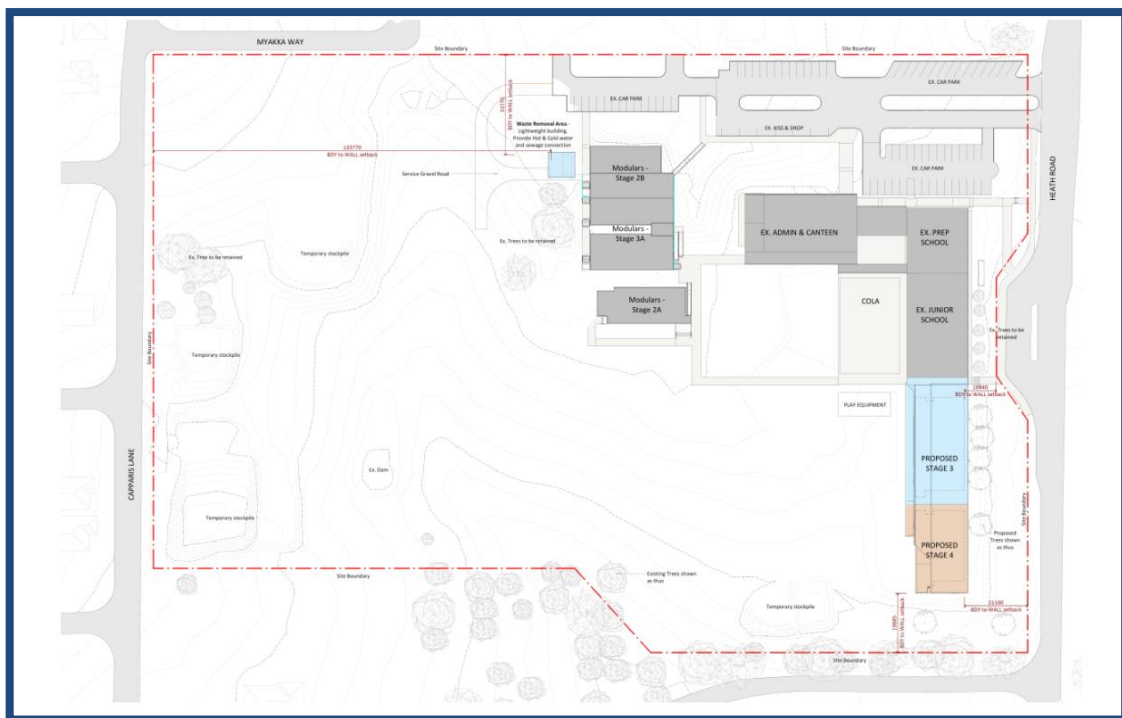 MYAKKA WAY
Site Boundary
Site Boundary
EX. CAR PARK
EX. CAR PARK
BDY to WALL setback
Waste Removal Area -
Lightweight building.
Provide Hot & Cold water
and sewage connection
EX. KISS & DROP
133770
BDY to WALL setback
Service Gravel Road
Modulars -
Stage 2B
EX. CAR PARK
HEATH ROAD
Ex. Trees to be retained
Modulars -
Stage 3A
EX. ADMIN & CANTEEN
EX. PREP
SCHOOL
Ex. Tree to be retained
Temporary stockpile
Modulars -
Stage 2A
COLA
EX. JUNIOR
SCHOOL
Ex. Trees to be
retained
Site Boundary
Temporary stockpile
10940
BDY to WALL setback
PLAY EQUIPMENT
CAPPARIS LANE
Ex. Dam
PROPOSED
STAGE 3
Site Boundary
Temporary stockpile
PROPOSED
STAGE 4
Proposed
Trees shown
as thus
Site Boundary
Existing Trees shown
as thus
Temporary stockpile
BDY to WALL setback
BDY to WALL setback
Site Boundary